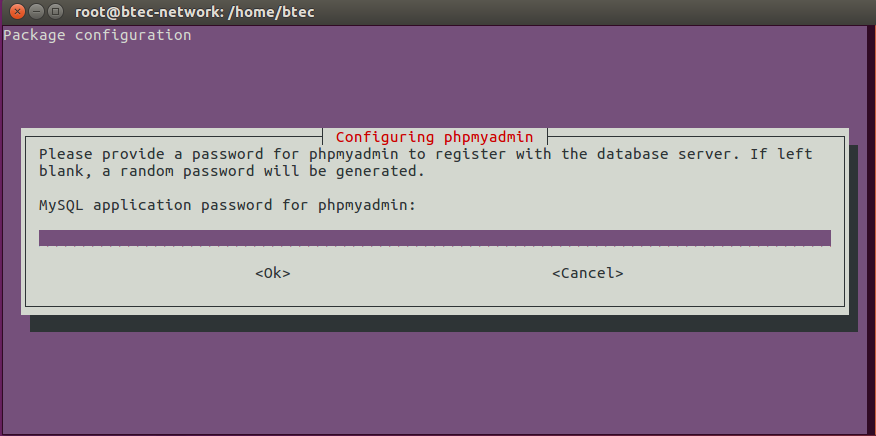 root@btec-network: /home/btec
Package configuration
Configuring phpmyadmin
Please provide a password for phpmyadmin to register with the database server. If left
blank, a random password will be generated.
MySQL application password for phpmyadmin:
<Ok> <Cancel>